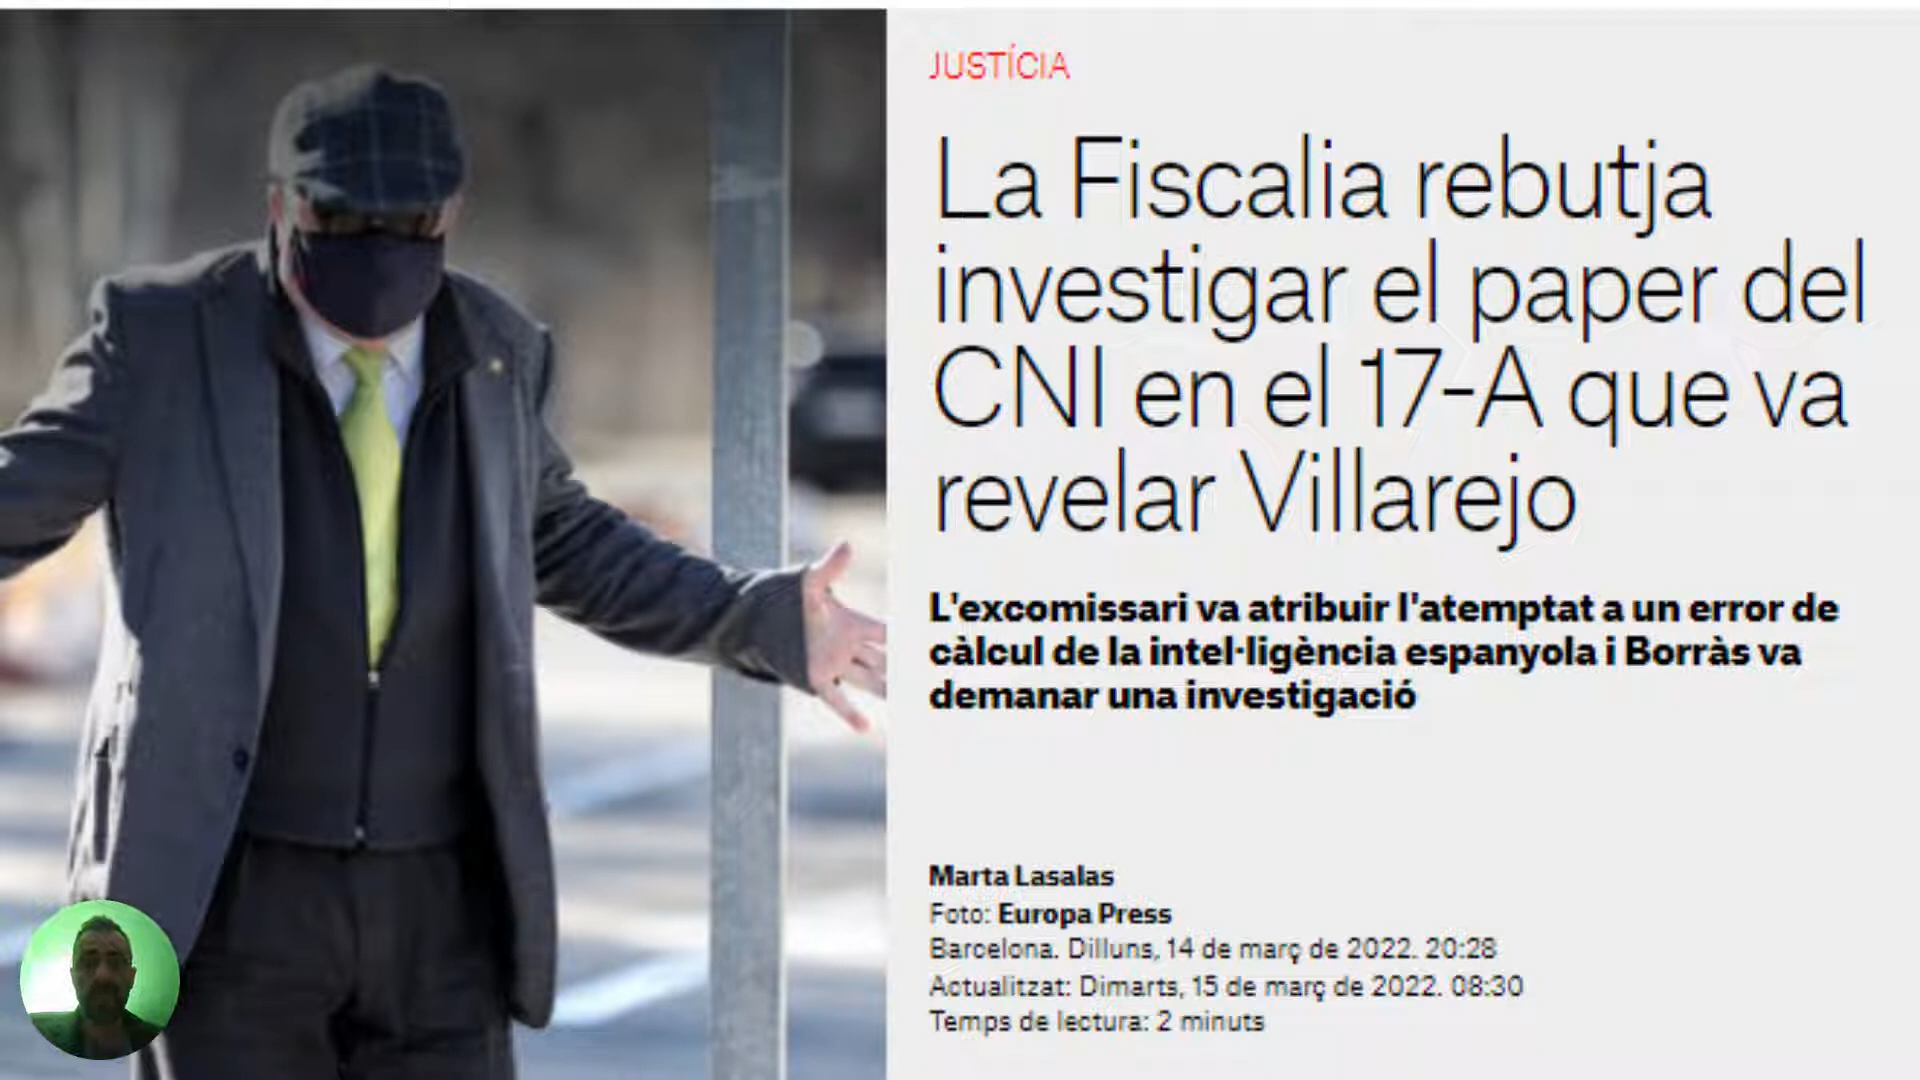 JUSTÍCIA
La Fiscalia rebutja
investigar el paper del
CNI en el 17-A que va
revelar Villarejo
L'excomissari va atribuir l'atemptat a un error de
càlcul de la intel·ligència espanyola i Borràs va
demanar una investigació
Marta Lasalas
Foto: Europa Press
Barcelona. Dilluns, 14 de març de 2022. 20:28
Actualitzat: Dimarts, 15 de març de 2022. 08:30
Temps de lectura: 2 minuts